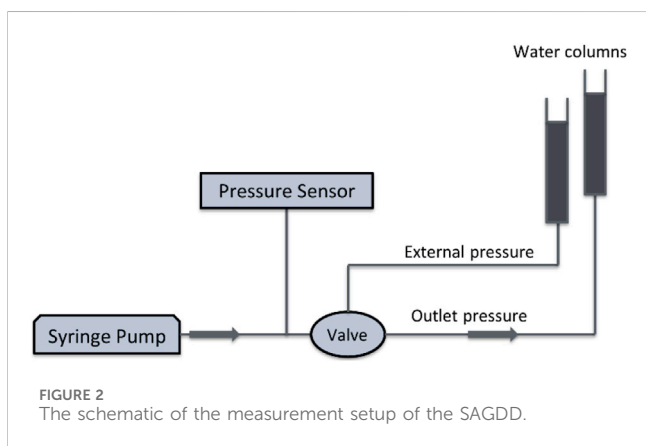 Water columns
Pressure Sensor
External pressure
Outlet pressure
Syringe Pump
Valve
FIGURE 2
The schematic of the measurement setup of the SAGDD.